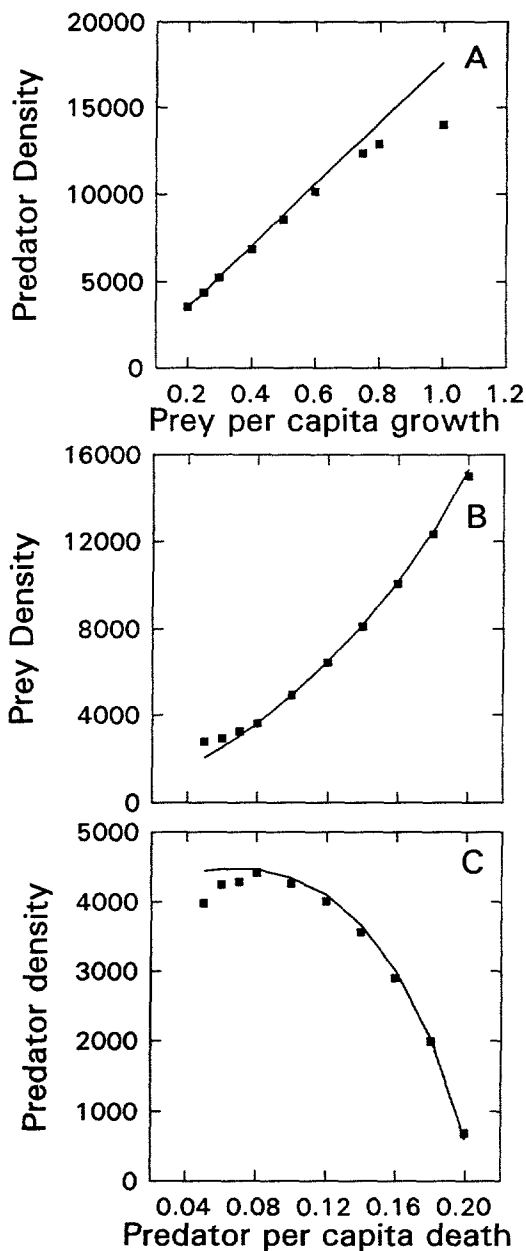 20000
A
15000
10000
5000
0
Predator Density
0.2 0.4 0.6 0.8 1.0 1.2
Prey per capita growth
16000
B
12000
8000
4000
0
Prey Density
5000
C
4000
3000
2000
1000
0
Predator density
0.04 0.08 0.12 0.16 0.20
Predator per capita death